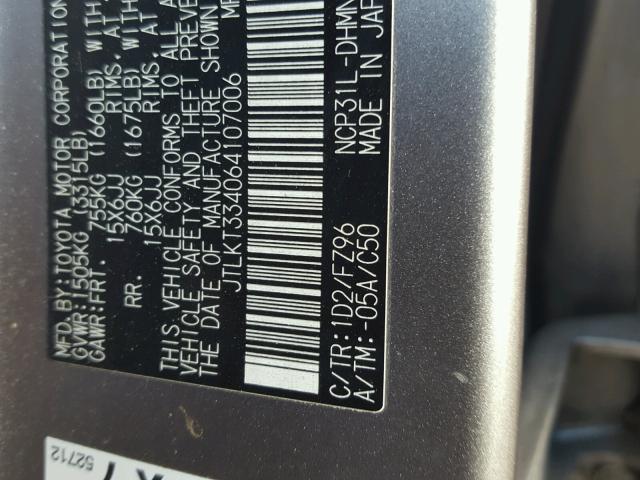 MFD.BY:TOYOTA MOTOR CORPORATION
GVWR:1505KG (3315LB)
GAWR:FRT. 755KG (1660LB) WITH
15X6JJ RIMS, AT
RR. 760KG (1675LB) WITH
15X6JJ RIMS, AT
THIS VEHICLE CONFORMS TO ALL
VEHICLE SAFETY AND THEFT
THE DATE OF MANUFACTURE SHOWN
JTLKT334064107006
C/TR:1D2/FZ96 NCP31L-DHMN
A/TM:-05A/C50 MADE IN
52712